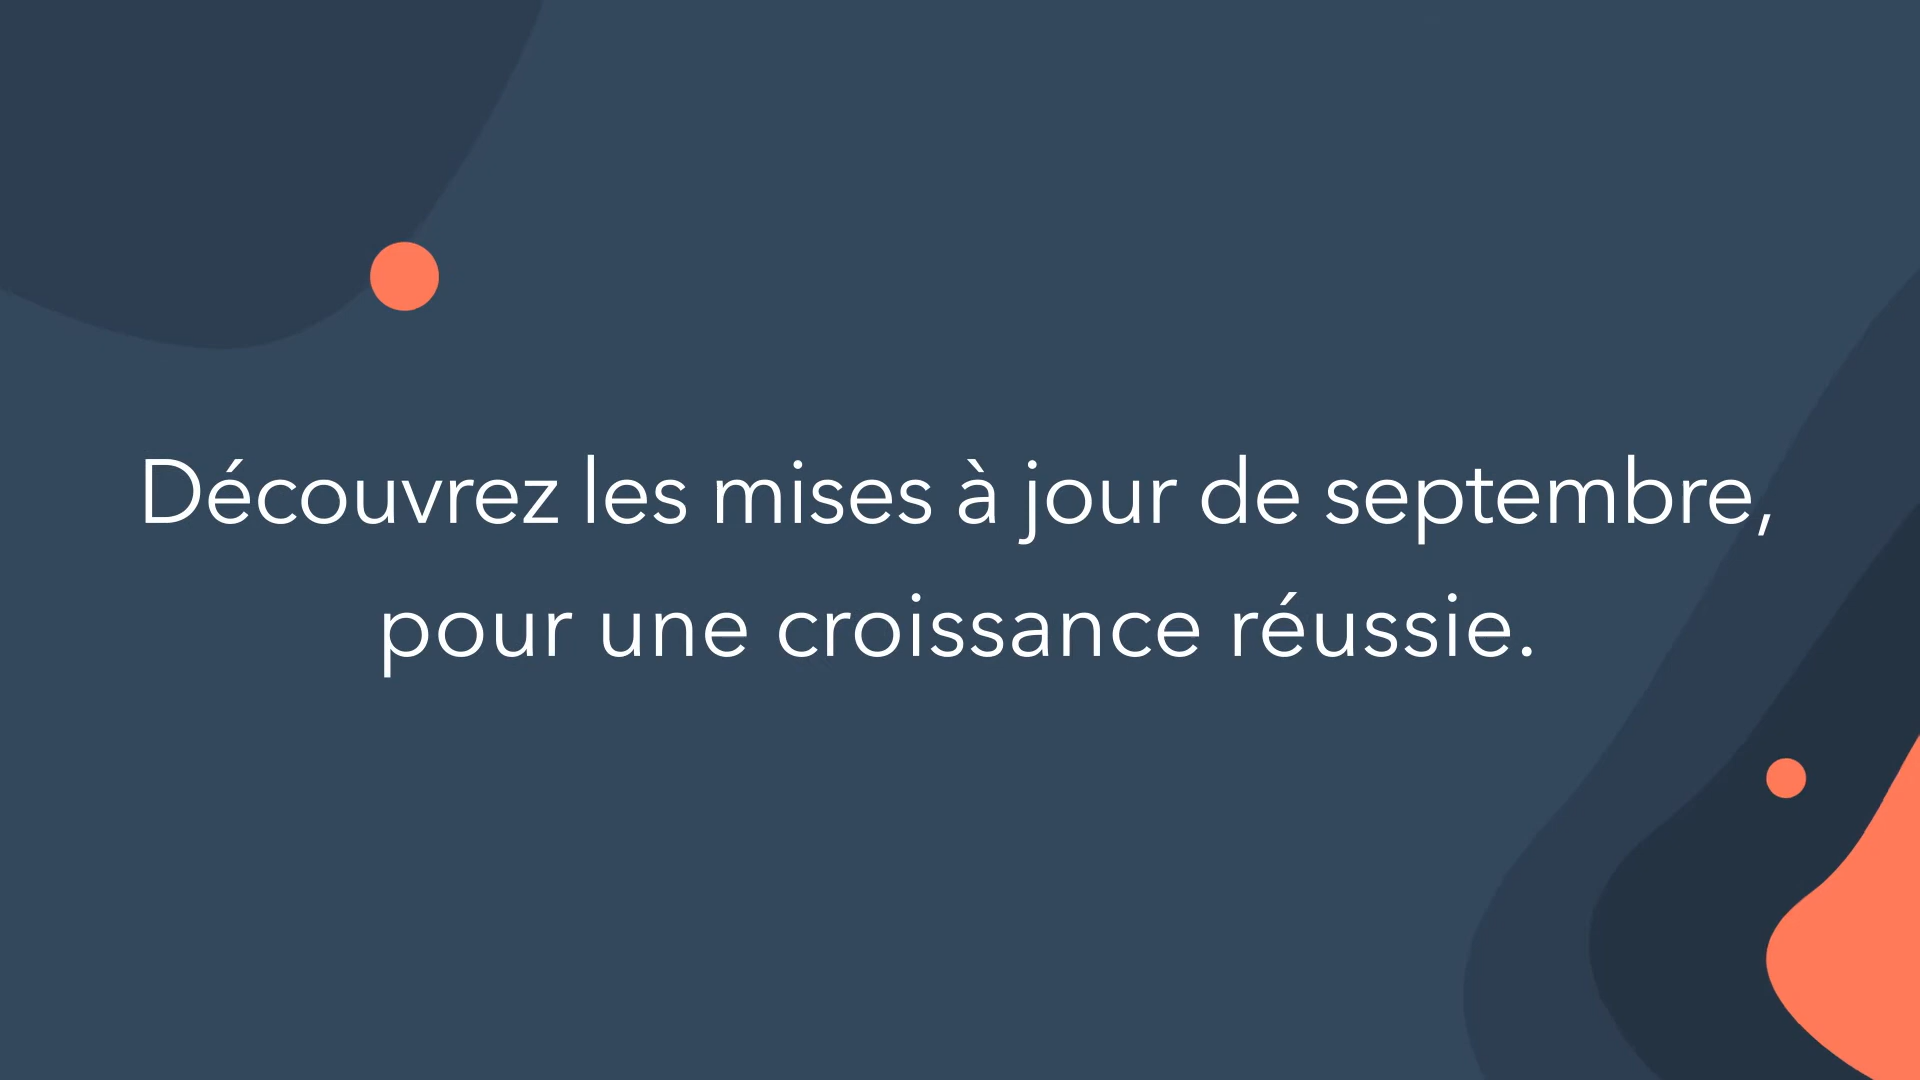 Découvrez les mises à jour de septembre,
pour une croissance réussie.